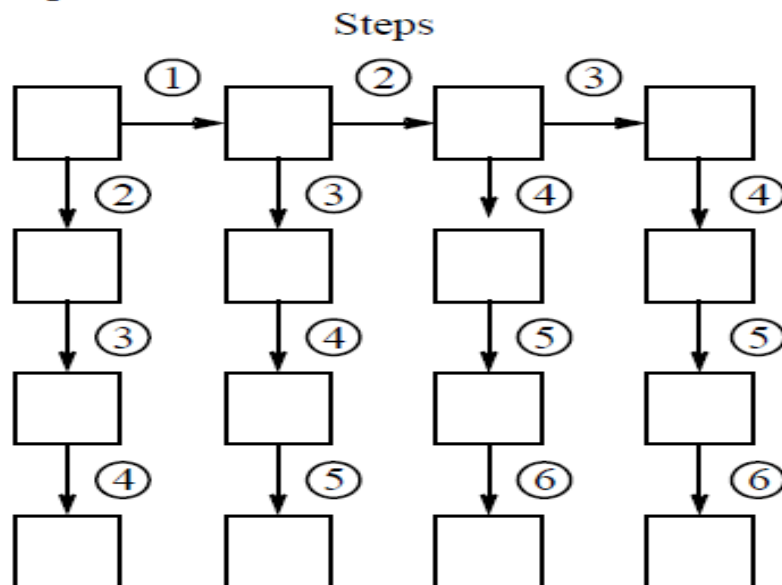 Steps
① ② ③
② ③ ④ ④
③ ④ ⑤ ⑤
④ ⑤ ⑥ ⑥